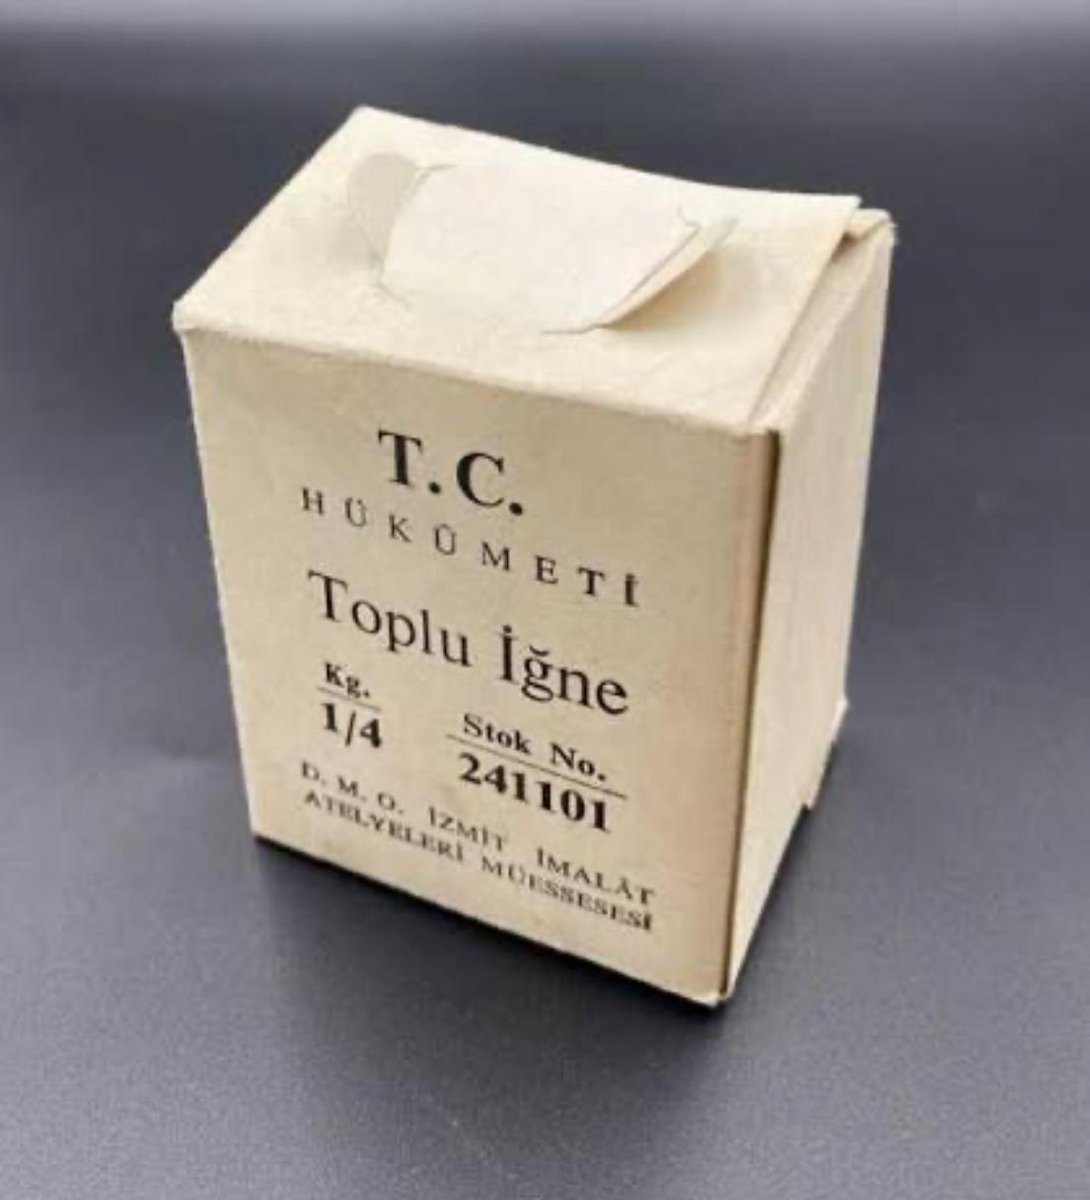 T.C.
HÜKÛMETİ
Toplu İğne
Kg. Stok No.
1/4 241101
D. M. O. İZMİT İMALÂT
ATELYELERİ MÜESSESESİ